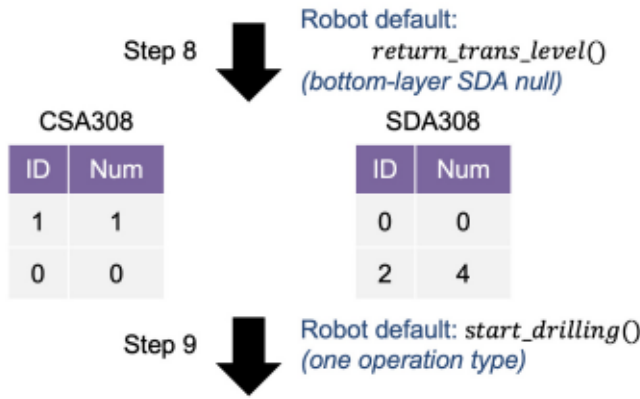 Step 8
Robot default:
return_trans_level()
(bottom-layer SDA null)
CSA308
ID Num
1 1
0 0
SDA308
ID Num
0 0
2 4
Step 9
Robot default: start_drilling()
(one operation type)